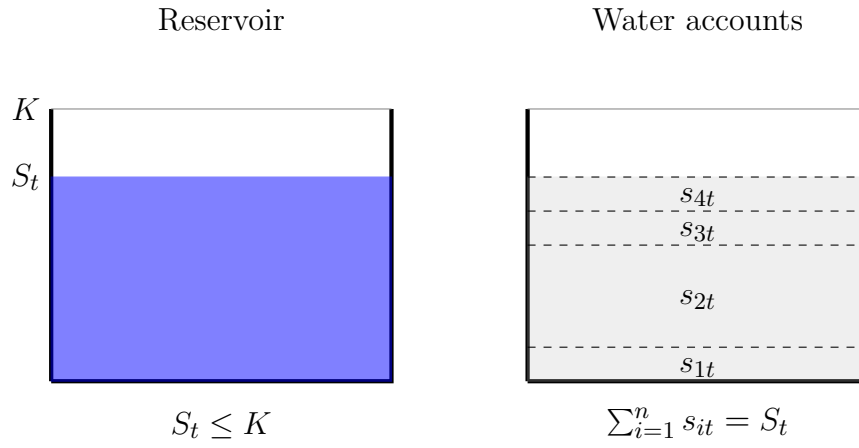 Reservoir
Water accounts
K
S_t
s_{4t}
s_{3t}
s_{2t}
s_{1t}
S_t ≤ K
∑_{i=1}^{n} s_{it} = S_t